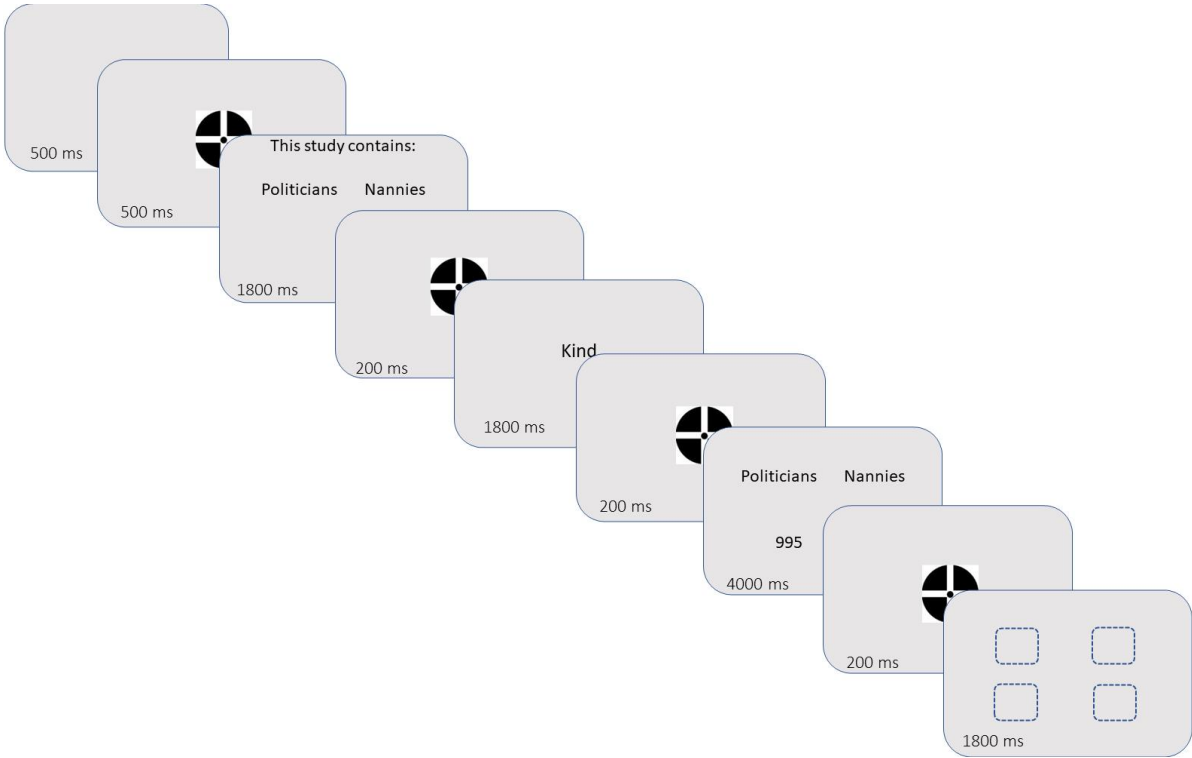 500 ms
500 ms
This study contains:
Politicians Nannies
1800 ms
200 ms
Kind
1800 ms
200 ms
Politicians Nannies
995
4000 ms
200 ms
1800 ms